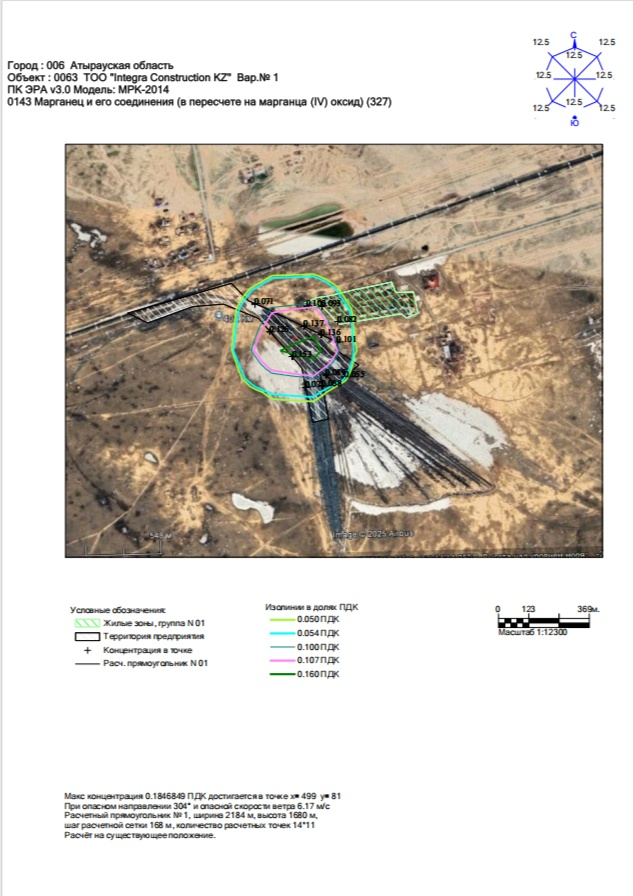 С
12.5 12.5
12.5 12.5
12.5
12.5 12.5
Ю
Город : 006 Атырауская область
Объект : 0063 ТОО "Integra Construction KZ" Вар.№ 1
ПК ЭРА v3.0 Модель: МРК-2014
0143 Марганец и его соединения (в пересчете на марганца (IV) оксид) (327)
0.071
0.082
0.137
0.136
0.101
0.153
548 м
Image © 2025 Airbus
Условные обозначения:
Жилые зоны, группа N 01
Территория предприятия
Концентрация в точке
Расч. прямоугольник N 01
Изолинии в долях ПДК
0.050 ПДК
0.054 ПДК
0.100 ПДК
0.107 ПДК
0.160 ПДК
0 123 369м.
Масштаб 1:12300
Макс концентрация 0.1846849 ПДК достигается в точке x= 499 y= 81
При опасном направлении 304° и опасной скорости ветра 6.17 м/с
Расчетный прямоугольник № 1, ширина 2184 м, высота 1680 м,
шаг расчетной сетки 168 м, количество расчетных точек 14*11
Расчёт на существующее положение.